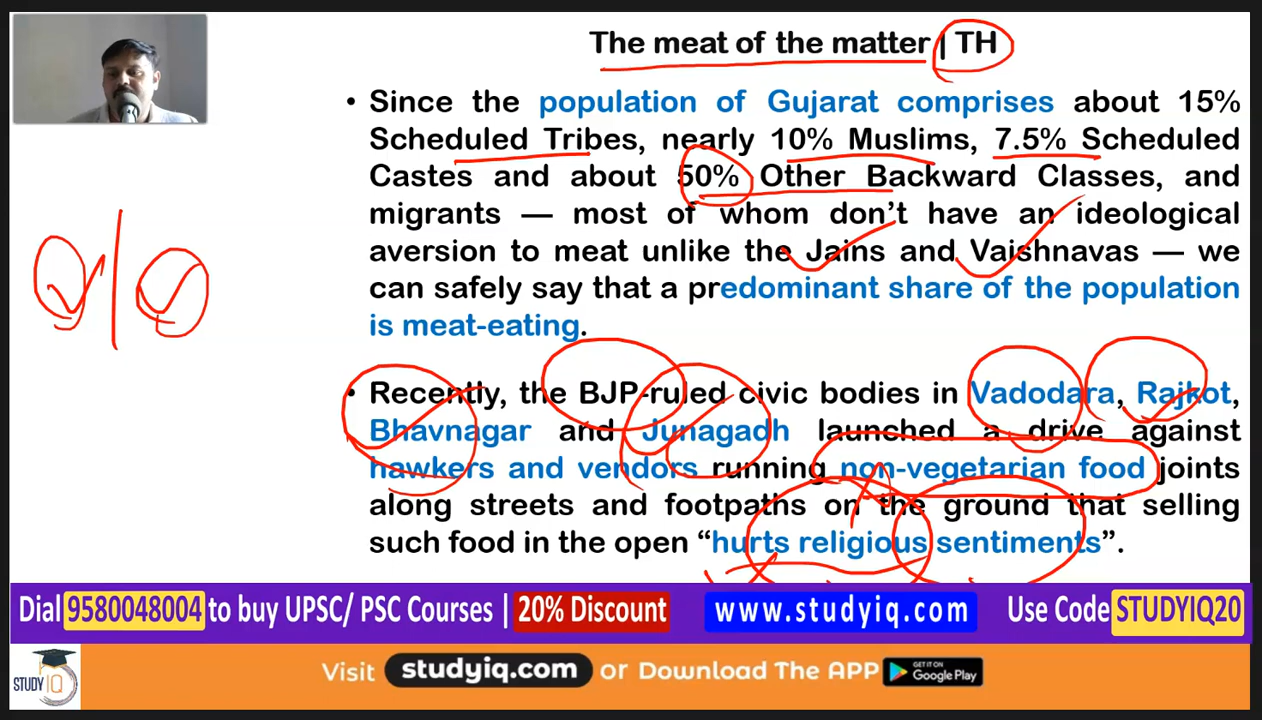 The meat of the matter | TH
• Since the population of Gujarat comprises about 15%
Scheduled Tribes, nearly 10% Muslims, 7.5% Scheduled
Castes and about 50% Other Backward Classes, and
migrants — most of whom don’t have an ideological
aversion to meat unlike the Jains and Vaishnavas — we
can safely say that a predominant share of the population
is meat-eating.
• Recently, the BJP-ruled civic bodies in Vadodara, Rajkot,
Bhavnagar and Junagadh launched a drive against
hawkers and vendors running non-vegetarian food joints
along streets and footpaths on the ground that selling
such food in the open “hurts religious sentiments”.
Dial 9580048004 to buy UPSC/ PSC Courses | 20% Discount www.studyiq.com Use Code STUDYIQ20
STUDY IQ Visit studyiq.com or Download The APP GET IT ON Google Play